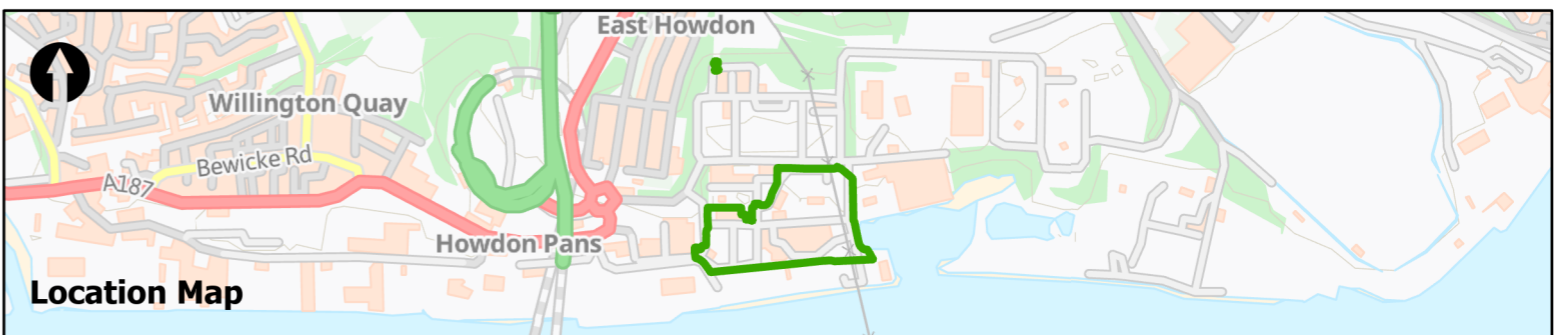 East Howdon
Willington Quay
Bewicke Rd
A187
Howdon Pans
Location Map